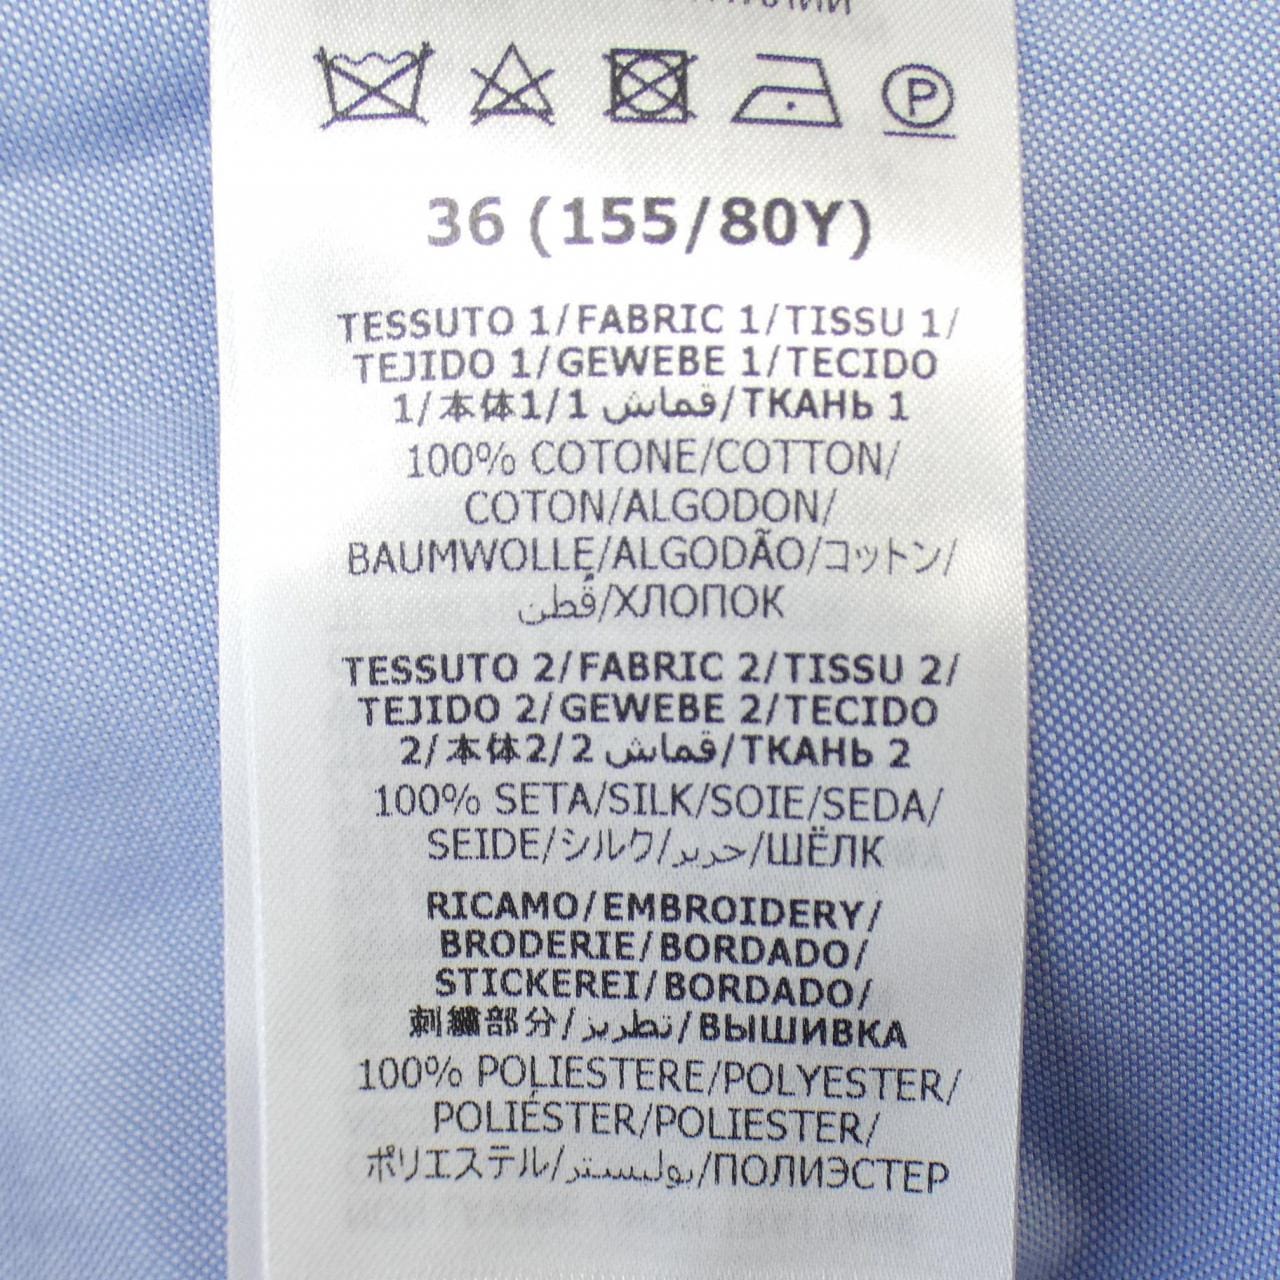 36 (155/80Y)
TESSUTO 1/FABRIC 1/TISSU 1/
TEJIDO 1/GEWEBE 1/TECIDO
1/本体1/1 قماش/ТКАНЬ 1
100% COTONE/COTTON/
COTON/ALGODON/
BAUMWOLLE/ALGODÃO/コットン/
قُطن/ХЛОПОК
TESSUTO 2/FABRIC 2/TISSU 2/
TEJIDO 2/GEWEBE 2/TECIDO
2/本体2/2 قماش/ТКАНЬ 2
100% SETA/SILK/SOIE/SEDA/
SEIDE/シルク/حرير/ШЁЛК
RICAMO/EMBROIDERY/
BRODERIE/BORDADO/
STICKEREI/BORDADO/
刺繍部分/تطريز/ВЫШИВКА
100% POLIESTERE/POLYESTER/
POLIÉSTER/POLIESTER/
ポリエステル/بوليستر/ПОЛИЭСТЕР